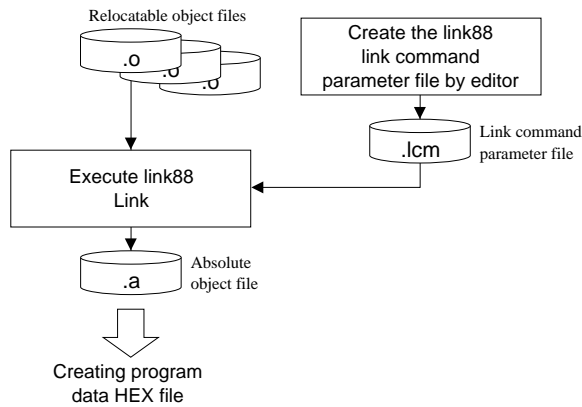 Relocatable object files
.o
.o
.o
Create the link88
link command
parameter file by editor
.lcm
Link command
parameter file
Execute link88
Link
.a
Absolute
object file
Creating program
data HEX file